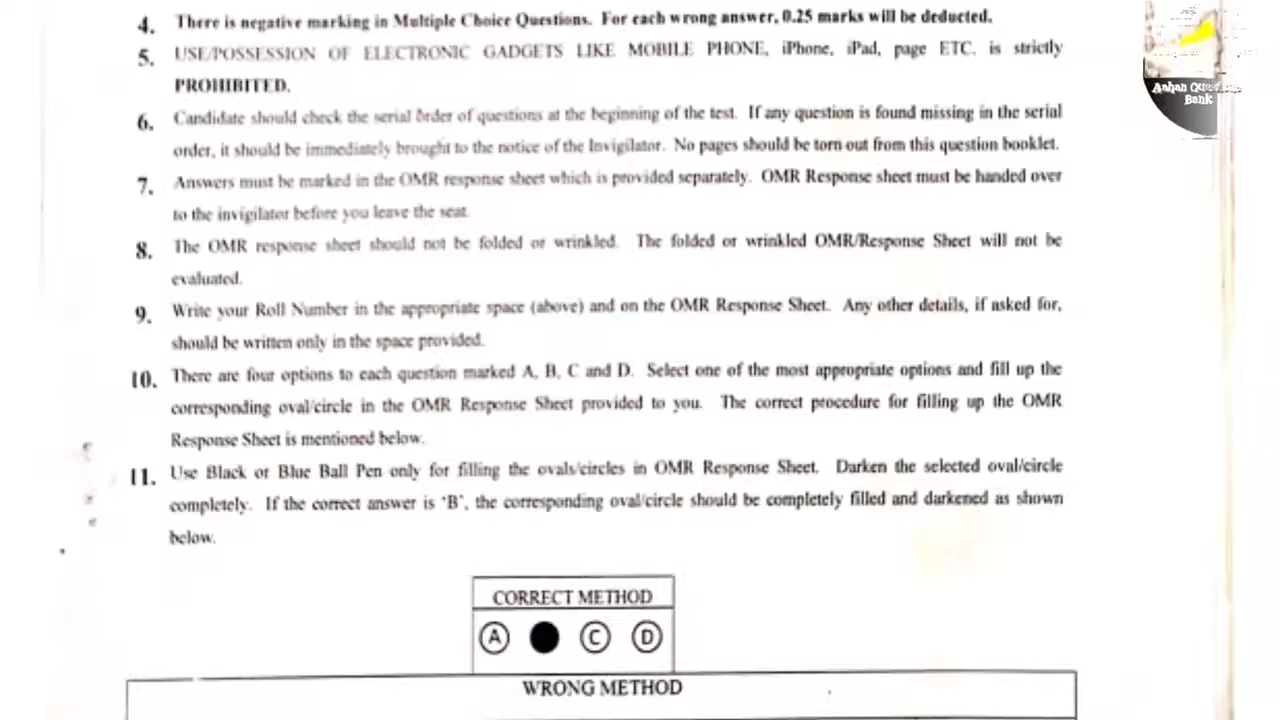 4. There is negative marking in Multiple Choice Questions. For each wrong answer, 0.25 marks will be deducted.
5. USE/POSSESSION OF ELECTRONIC GADGETS LIKE MOBILE PHONE, iPhone, iPad, page ETC. is strictly
PROHIBITED.
6. Candidate should check the serial order of questions at the beginning of the test. If any question is found missing in the serial
order, it should be immediately brought to the notice of the Invigilator. No pages should be torn out from this question booklet.
7. Answers must be marked in the OMR response sheet which is provided separately. OMR Response sheet must be handed over
to the invigilator before you leave the seat.
8. The OMR response sheet should not be folded or wrinkled. The folded or wrinkled OMR/Response Sheet will not be
evaluated.
9. Write your Roll Number in the appropriate space (above) and on the OMR Response Sheet. Any other details, if asked for,
should be written only in the space provided.
10. There are four options to each question marked A, B, C and D. Select one of the most appropriate options and fill up the
corresponding oval/circle in the OMR Response Sheet provided to you. The correct procedure for filling up the OMR
Response Sheet is mentioned below.
11. Use Black or Blue Ball Pen only for filling the ovals/circles in OMR Response Sheet. Darken the selected oval/circle
completely. If the correct answer is 'B', the corresponding oval/circle should be completely filled and darkened as shown
below.
CORRECT METHOD
A C D
WRONG METHOD
Bank